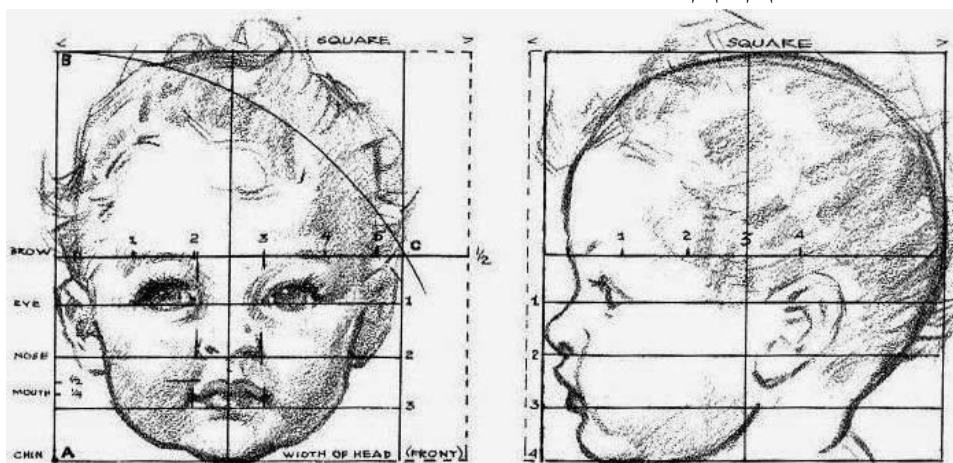 < SQUARE >
B
1 2 3 4 5 C
BROW 1/2
EYE 1
NOSE 2
1/2
MOUTH 1/4
3
CHIN A WIDTH OF HEAD (FRONT)
< SQUARE >
1 2 3 4
1
2
3
4